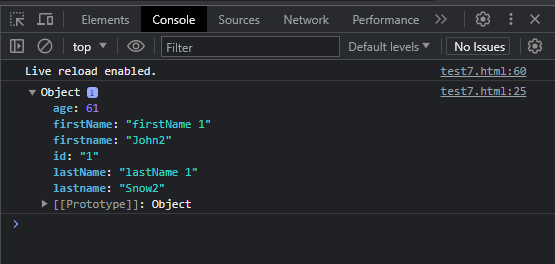 Elements Console Sources Network Performance
top Filter Default levels No Issues
Live reload enabled. test7.html:60
Object i test7.html:25
age: 61
firstName: "firstName 1"
firstname: "John2"
id: "1"
lastName: "lastName 1"
lastname: "Snow2"
[[Prototype]]: Object